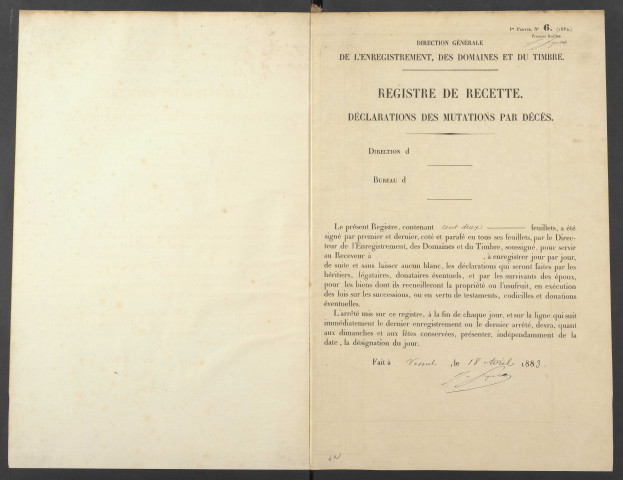 1re Partie, No 6. (1882.)
Premier feuillet
DIRECTION GÉNÉRALE
DE L'ENREGISTREMENT, DES DOMAINES ET DU TIMBRE.
REGISTRE DE RECETTE.
DÉCLARATIONS DES MUTATIONS PAR DÉCÈS.
DIRECTION d
BUREAU d
Le présent Registre, contenant cent deux feuillets, a été
signé par premier et dernier, coté et parafé en tous ses feuillets, par le Direc-
teur de l'Enregistrement, des Domaines et du Timbre, soussigné, pour servir
au Receveur à , à enregistrer jour par jour,
de suite et sans laisser aucun blanc, les déclarations qui seront faites par les
héritiers, légataires, donataires éventuels, et par les survivants des époux,
pour les biens dont ils recueilleront la propriété ou l'usufruit, en exécution
des lois sur les successions, ou en vertu de testaments, codicilles et donations
éventuelles.
L'arrêté mis sur ce registre, à la fin de chaque jour, et sur la ligne qui suit
immédiatement le dernier enregistrement ou le dernier arrêté, devra, quant
aux dimanches et aux fêtes conservées, présenter, indépendamment de la
date, la désignation du jour.
Fait à Vesoul, le 18 Avril 1883.